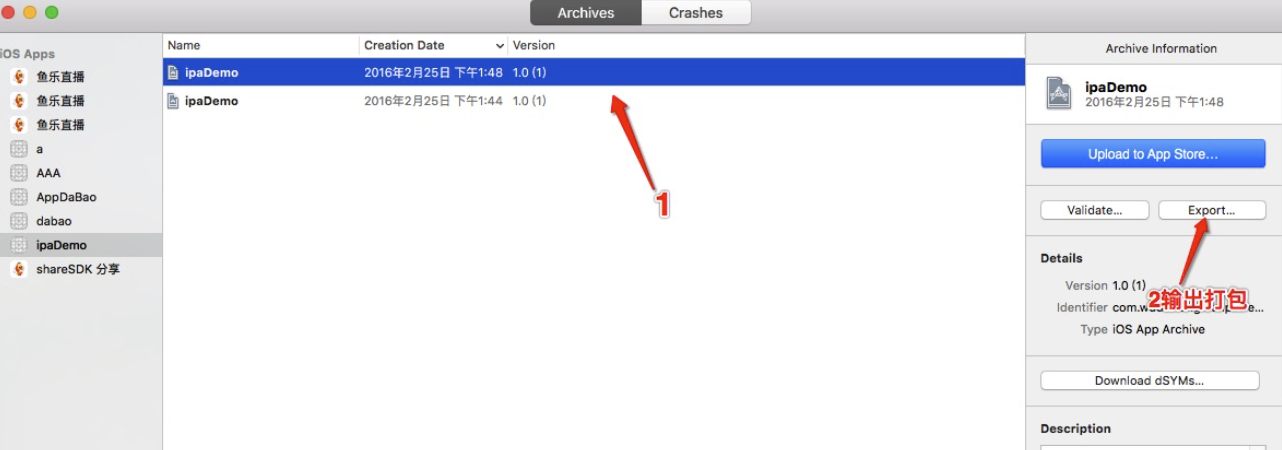 Archives
Crashes
iOS Apps
鱼乐直播
鱼乐直播
鱼乐直播
a
AAA
AppDaBao
dabao
ipaDemo
shareSDK 分享
Name Creation Date Version
ipaDemo 2016年2月25日 下午1:48 1.0 (1)
ipaDemo 2016年2月25日 下午1:44 1.0 (1)
1
Archive Information
ipaDemo
2016年2月25日 下午1:48
Upload to App Store...
Validate...
Export...
Details
Version 1.0 (1)
2输出打包
Identifier
Type iOS App Archive
Download dSYMs...
Description